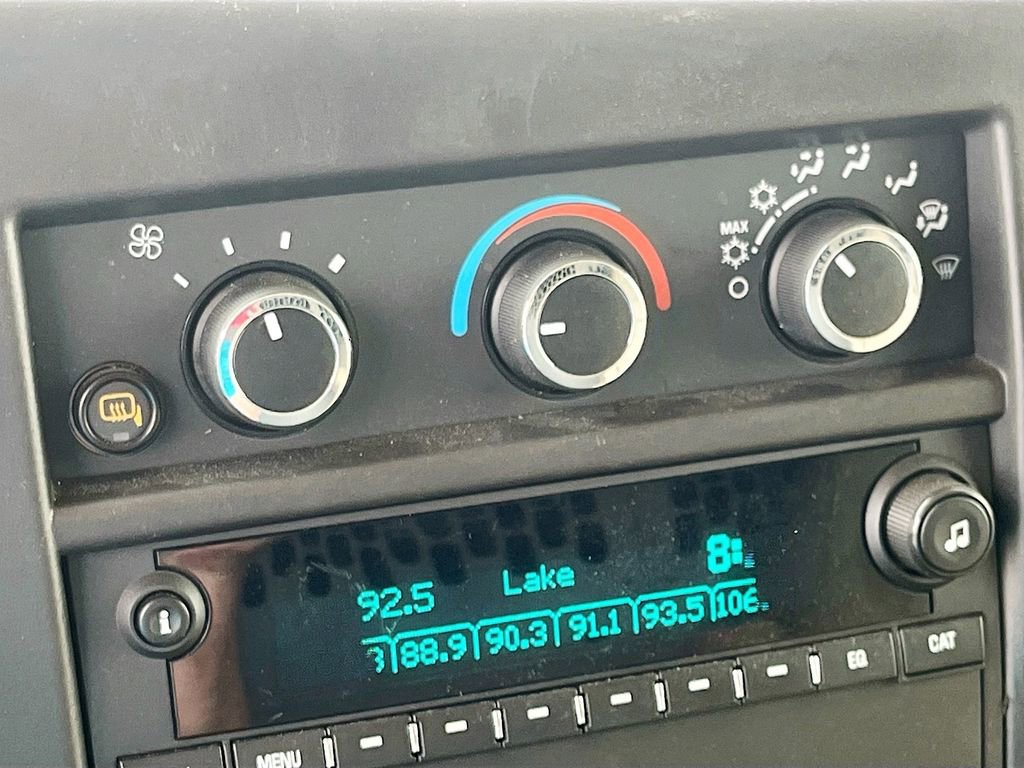 MAX
i
92.5 Lake 8:
88.9 90.3 91.1 93.5 106
MENU EQ CAT